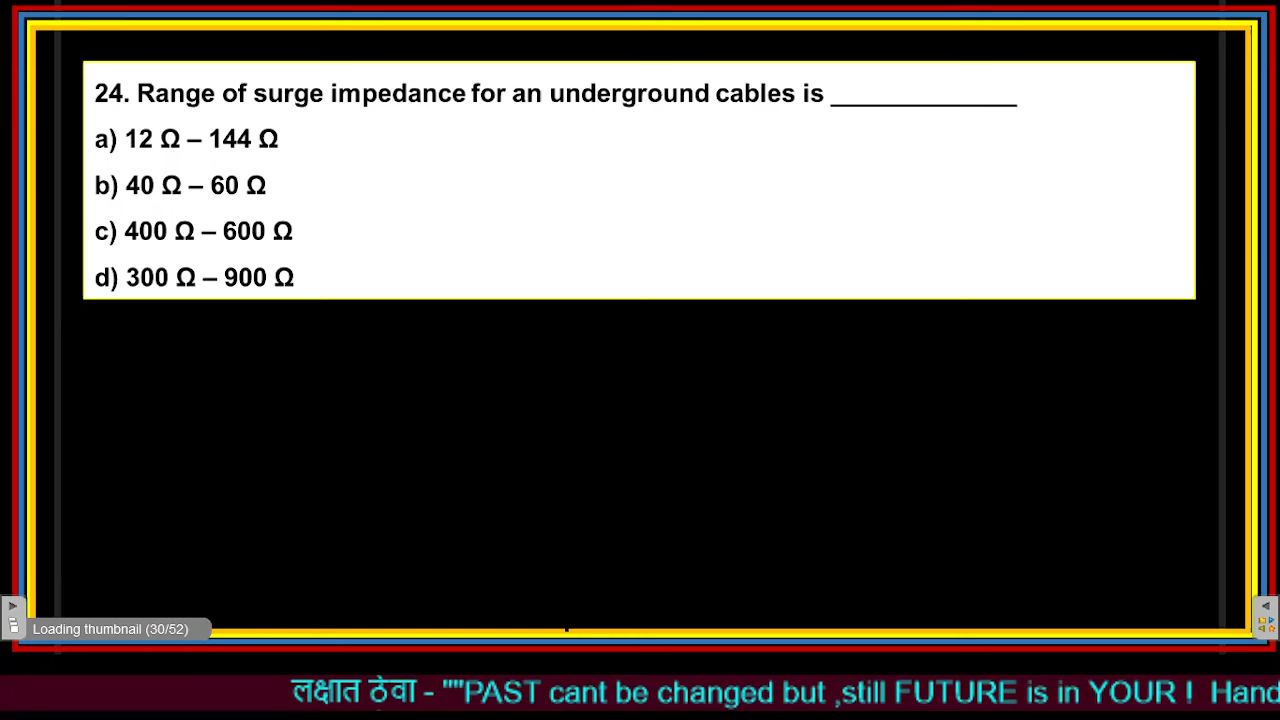 24. Range of surge impedance for an underground cables is _____________
a) 12 Ω – 144 Ω
b) 40 Ω – 60 Ω
c) 400 Ω – 600 Ω
d) 300 Ω – 900 Ω
Loading thumbnail (30/52)
लक्षात ठेवा - ""PAST cant be changed but ,still FUTURE is in YOUR ! Hand